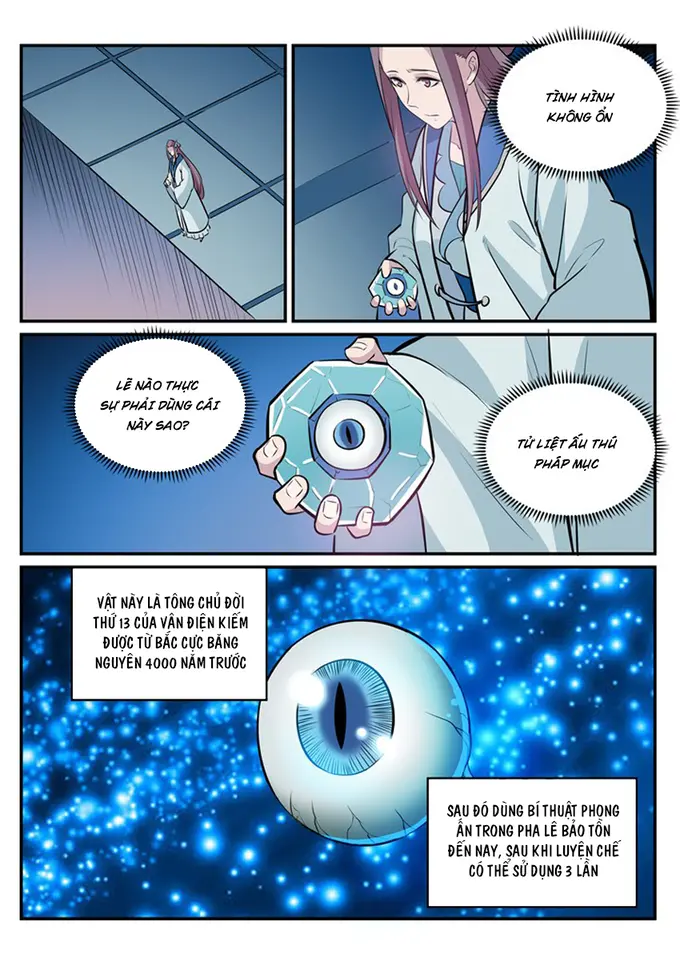 TÌNH HÌNH
KHÔNG ỔN
LẼ NÀO THỰC
SỰ PHẢI DÙNG CÁI
NÀY SAO?
TỬ LIỆT ẤU THÚ
PHÁP MỤC
VẬT NÀY LÀ TÔNG CHỦ ĐỜI
THỨ 13 CỦA VÂN ĐIỆN KIẾM
ĐƯỢC TỪ BẮC CỰC BĂNG
NGUYÊN 4000 NĂM TRƯỚC
SAU ĐÓ DÙNG BÍ THUẬT PHONG
ẤN TRONG PHA LÊ BẢO TỒN
ĐẾN NAY, SAU KHI LUYỆN CHẾ
CÓ THỂ SỬ DỤNG 3 LẦN